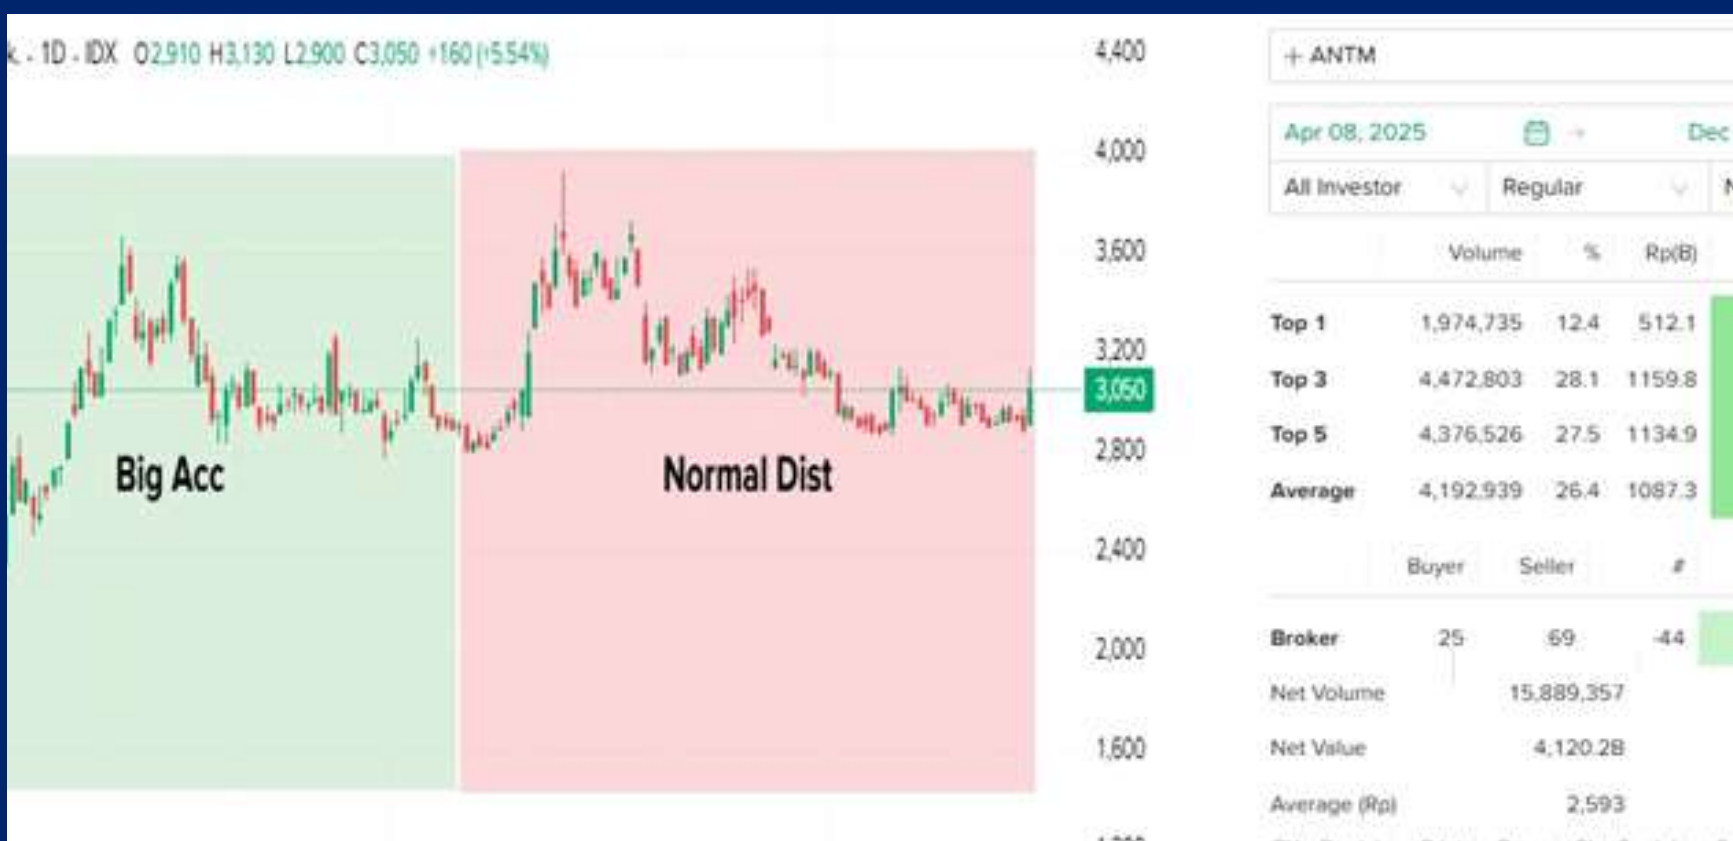 1D · IDX O2,910 H3,130 L2,900 C3,050 +160 (+5.54%)
4,400
4,000
3,600
3,200
3,050
2,800
2,400
2,000
1,600
Big Acc
Normal Dist
+ ANTM
Apr 08, 2025 → Dec
All Investor Regular
Volume % Rp(B)
Top 1 1,974,735 12.4 512.1
Top 3 4,472,803 28.1 1159.8
Top 5 4,376,526 27.5 1134.9
Average 4,192,939 26.4 1087.3
Buyer Seller #
Broker 25 69 -44
Net Volume 15,889,357
Net Value 4,120.2B
Average (Rp) 2,593